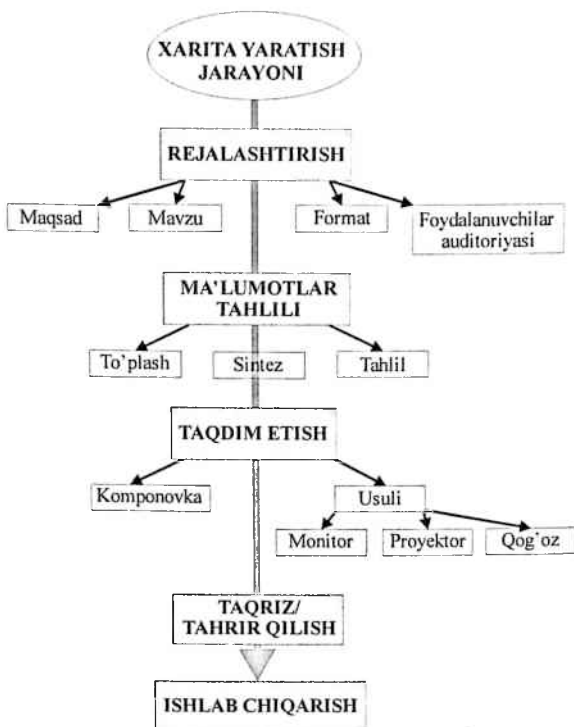 XARITA YARATISH
JARAYONI
REJALASHTIRISH
Maqsad
Mavzu
Format
Foydalanuvchilar
auditoriyasi
MA'LUMOTLAR
TAHLILI
To'plash
Sintez
Tahlil
TAQDIM ETISH
Komponovka
Usuli
Monitor
Proyektor
Qog'oz
TAQRIZ/
TAHRIR QILISH
ISHLAB CHIQARISH